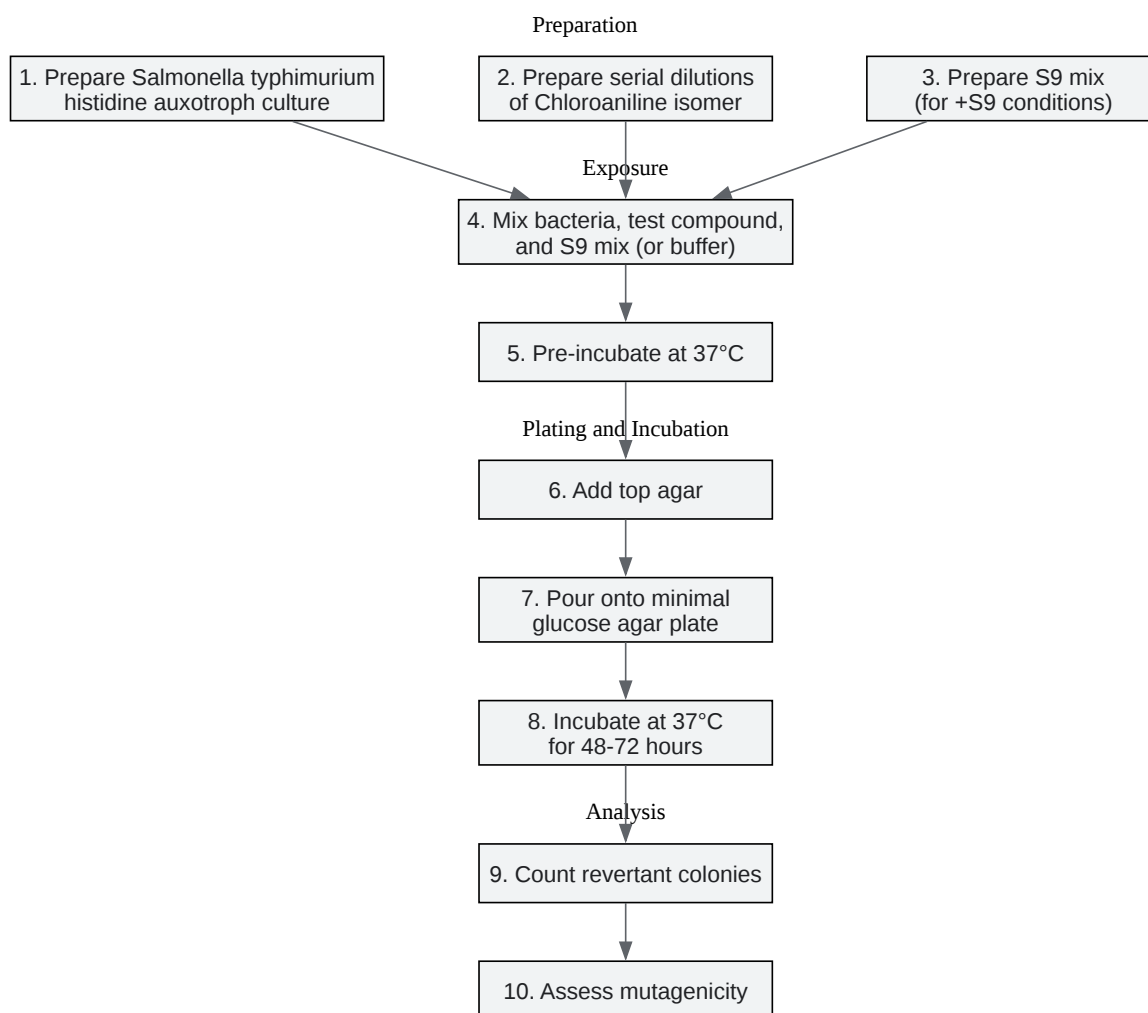 Preparation
1. Prepare Salmonella typhimurium
histidine auxotroph culture
2. Prepare serial dilutions
of Chloroaniline isomer
3. Prepare S9 mix
(for +S9 conditions)
Exposure
4. Mix bacteria, test compound,
and S9 mix (or buffer)
5. Pre-incubate at 37°C
Plating and Incubation
6. Add top agar
7. Pour onto minimal
glucose agar plate
8. Incubate at 37°C
for 48-72 hours
Analysis
9. Count revertant colonies
10. Assess mutagenicity